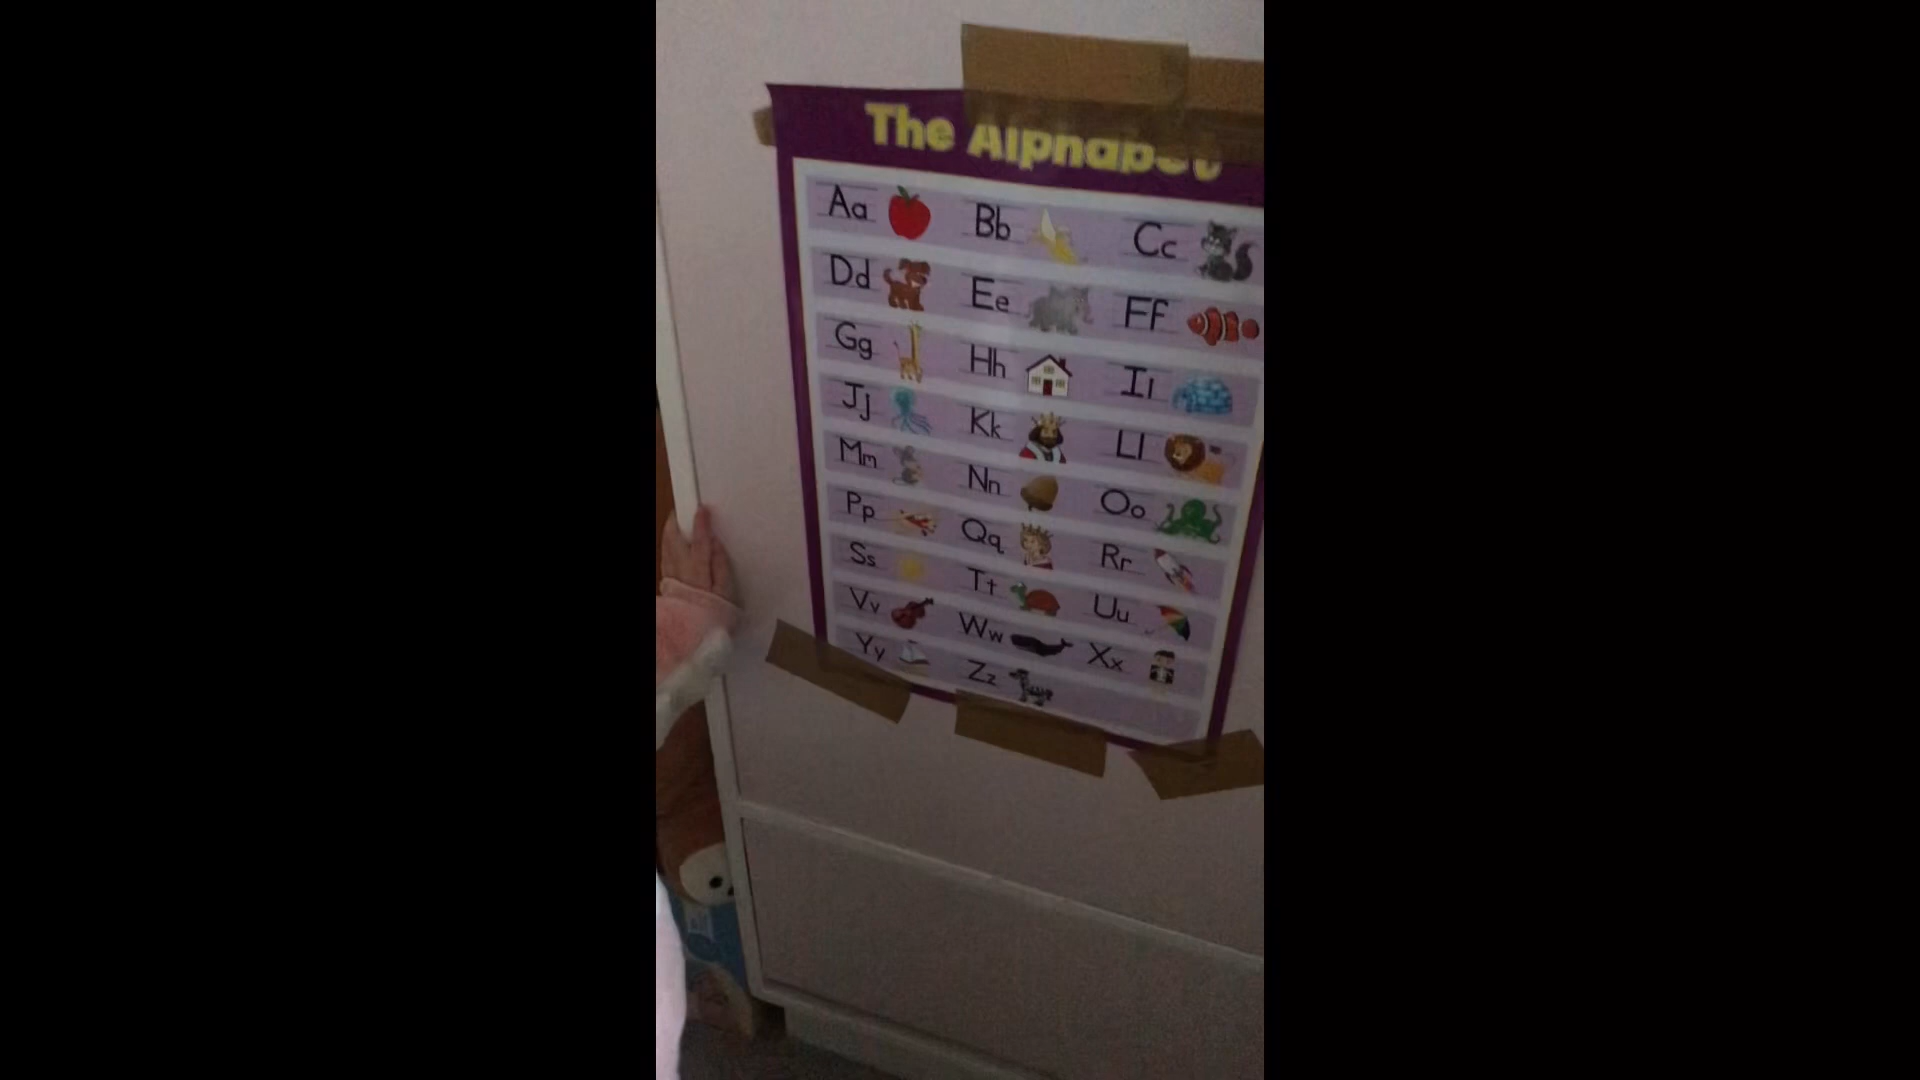 The Alphabet
Aa Bb Cc
Dd Ee Ff
Gg Hh Ii
Jj Kk Ll
Mm Nn Oo
Pp Qq Rr
Ss Tt Uu
Vv Ww Xx
Yy Zz